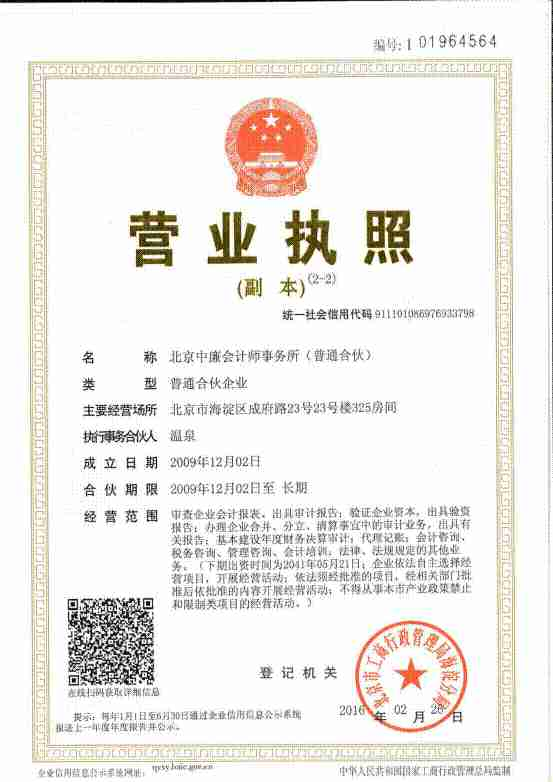 编号: 1 01964564
营业执照
(副 本)(2-2)
统一社会信用代码 911101086976933798
名 称 北京中廉会计师事务所（普通合伙）
类 型 普通合伙企业
主要经营场所 北京市海淀区成府路23号23号楼325房间
执行事务合伙人 温泉
成立日期 2009年12月02日
合伙期限 2009年12月02日至 长期
经营范围 审查企业会计报表、出具审计报告；验证企业资本，出具验资
报告；办理企业合并、分立、清算事宜中的审计业务，出具有
关报告；基本建设年度财务决算审计；代理记账；会计咨询、
税务咨询、管理咨询、会计培训；法律、法规规定的其他业
务。（下期出资时间为2041年05月21日；企业依法自主选择经
营项目，开展经营活动；依法须经批准的项目，经相关部门批
准后依批准的内容开展经营活动；不得从事本市产业政策禁止
和限制类项目的经营活动。）
在线扫码获取详细信息
登记机关
北京市工商行政管理局海淀分局
2016 年 02 月 26 日
提示：每年1月1日至6月30日通过企业信用信息公示系统
报送上一年度年度报告并公示。
企业信用信息公示系统网址： qyxy.baic.gov.cn
中华人民共和国国家工商行政管理总局监制